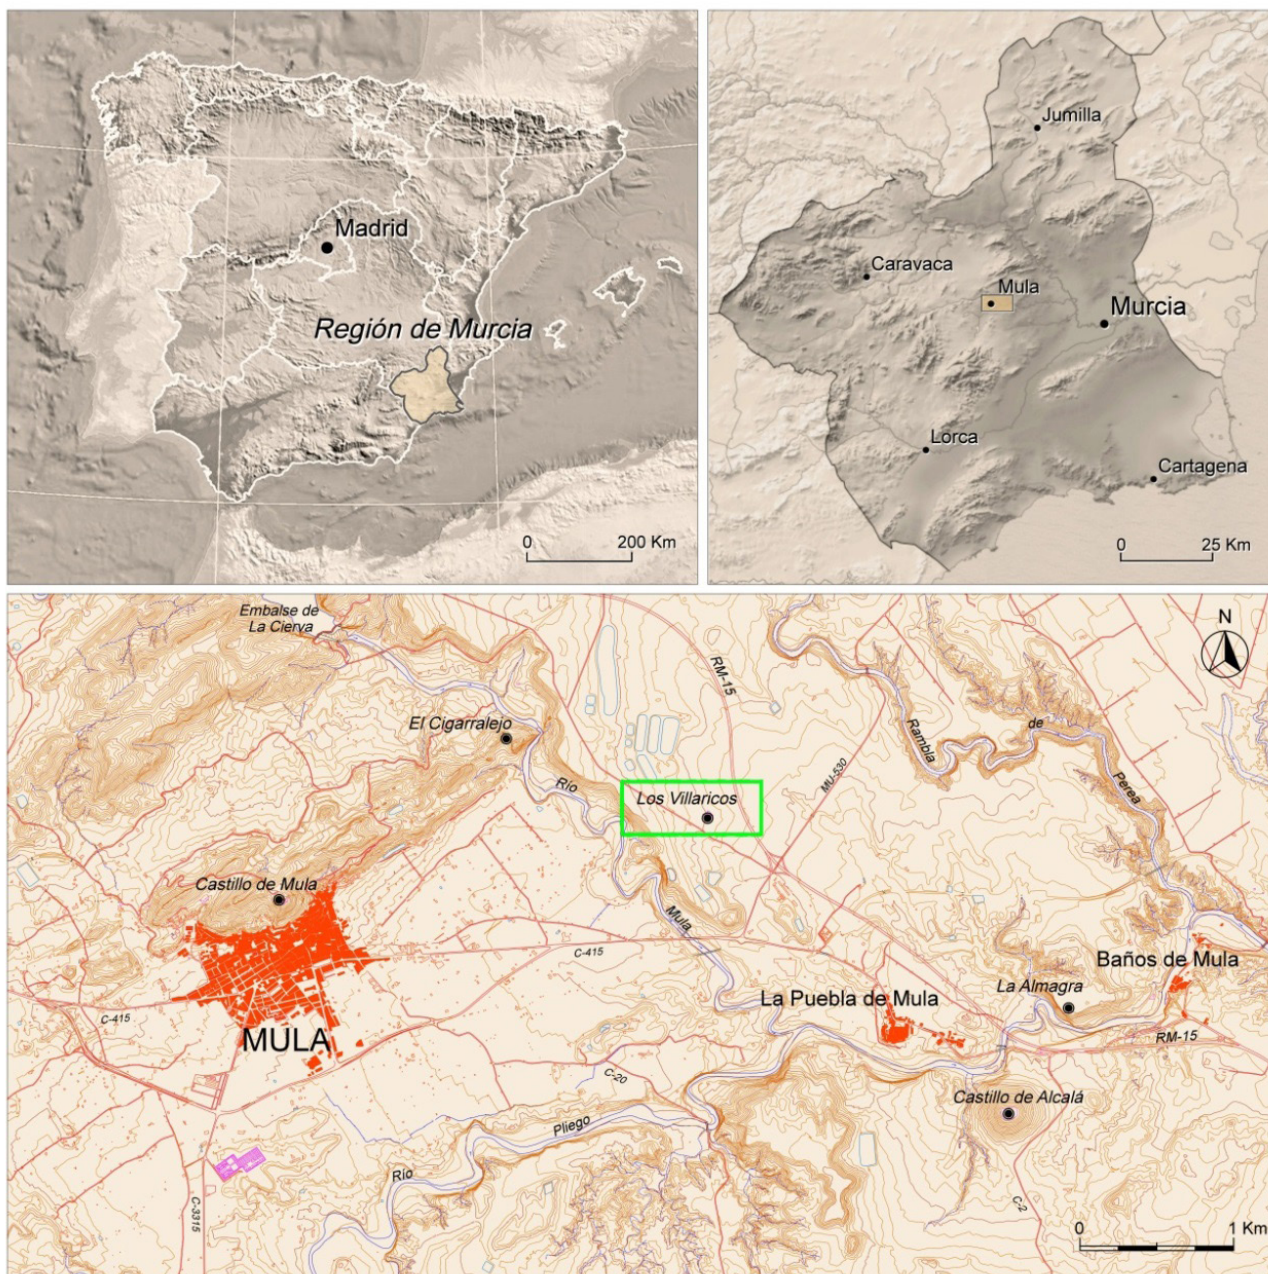 Madrid
Región de Murcia
0 200 Km
Jumilla
Caravaca
Mula
Murcia
Lorca
Cartagena
0 25 Km
Embalse de
La Cierva
N
RM-15
El Cigarralejo
Rambla
de
Perea
MU-530
Río
Los Villaricos
Castillo de Mula
Mula
C-415
Baños de Mula
La Almagra
La Puebla de Mula
C-415
MULA
RM-15
C-20
Castillo de Alcalá
Pliego
Río
C-3315
C-2
0 1 Km